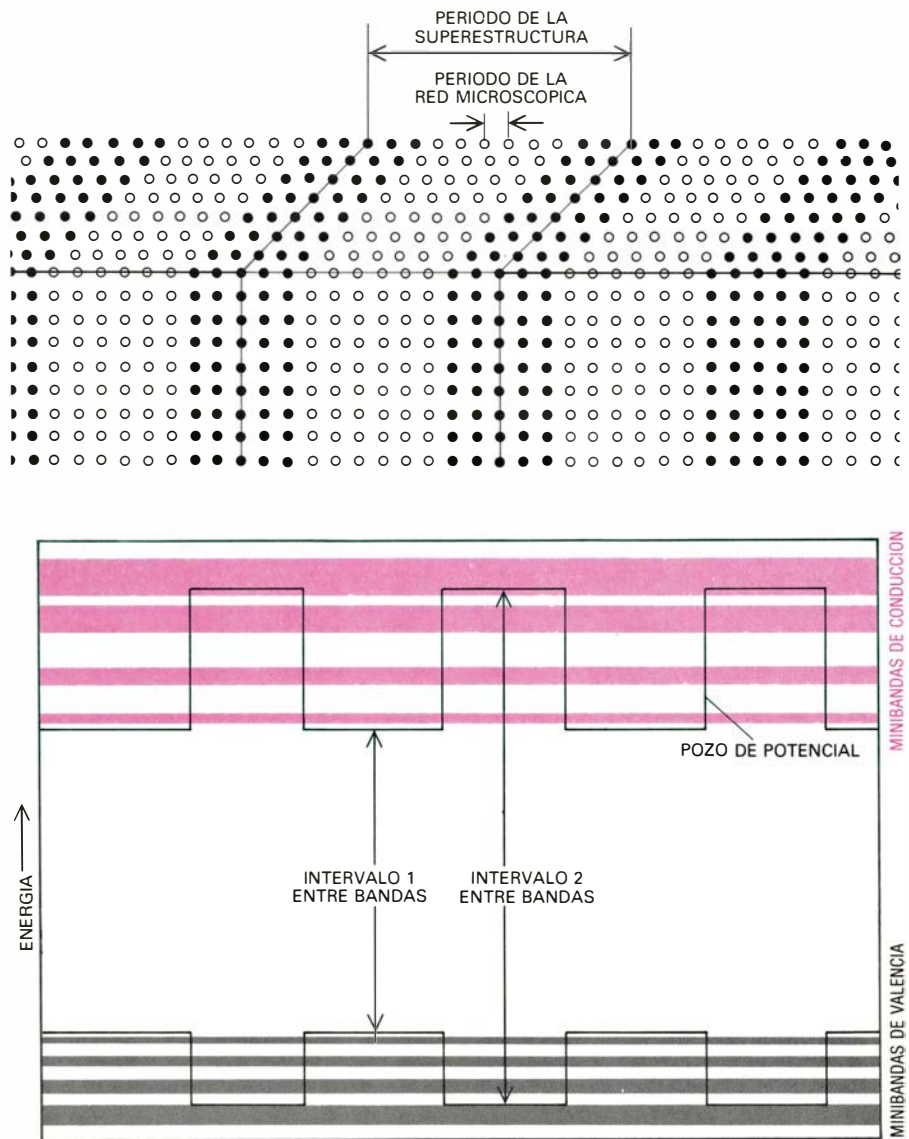 PERIODO DE LA
SUPERESTRUCTURA
PERIODO DE LA
RED MICROSCOPICA
MINIBANDAS DE CONDUCCION
POZO DE POTENCIAL
ENERGIA
INTERVALO 1
ENTRE BANDAS
INTERVALO 2
ENTRE BANDAS
MINIBANDAS DE VALENCIA